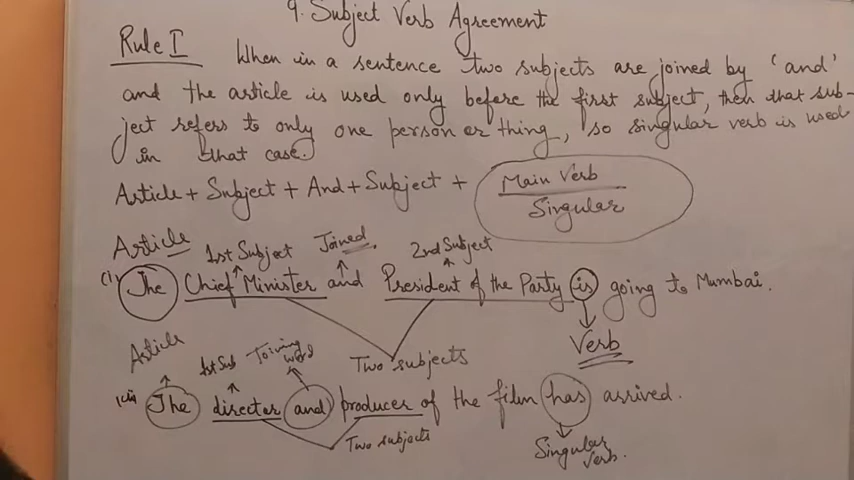 9. Subject Verb Agreement
Rule I When in a sentence two subjects are joined by 'and'
and the article is used only before the first subject, then that sub-
ject refers to only one person or thing, so singular verb is used
in that case.
Article + Subject + And + Subject + Main Verb
Singular
Article 1st Subject Joined. 2nd Subject
(i) The Chief Minister and President of the Party is going to Mumbai.
Verb
Two subjects
Article 1st Sub Joining word
(ii) The director and producer of the film has arrived.
Two subjects
Singular Verb.